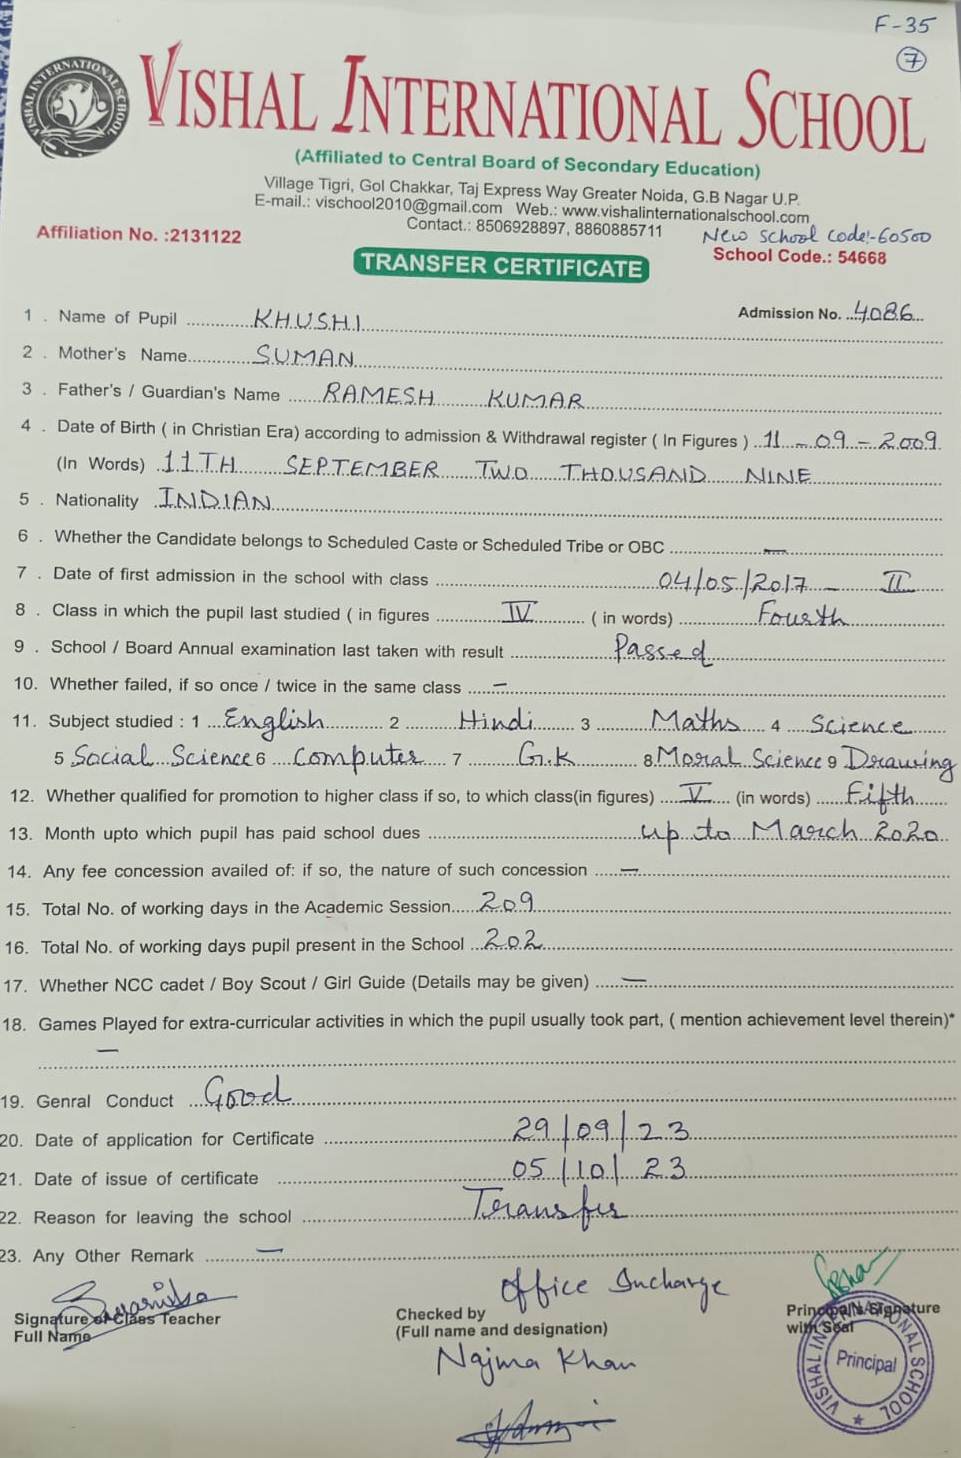 F-35
7
VISHAL INTERNATIONAL SCHOOL
VISHAL INTERNATIONAL SCHOOL
(Affiliated to Central Board of Secondary Education)
Village Tigri, Gol Chakkar, Taj Express Way Greater Noida, G.B Nagar U.P.
E-mail.: vischool2010@gmail.com Web.: www.vishalinternationalschool.com
Contact.: 8506928897, 8860885711
New School Code:-60500
Affiliation No. :2131122
School Code.: 54668
TRANSFER CERTIFICATE
Admission No. 4086
1 . Name of Pupil KHUSHI
2 . Mother's Name SUMAN
3 . Father's / Guardian's Name RAMESH KUMAR
4 . Date of Birth ( in Christian Era) according to admission & Withdrawal register ( In Figures ) 11 - 09 - 2009
(In Words) 11TH SEPTEMBER TWO THOUSAND NINE
5 . Nationality INDIAN
6 . Whether the Candidate belongs to Scheduled Caste or Scheduled Tribe or OBC —
7 . Date of first admission in the school with class 04/05/2017 - II
8 . Class in which the pupil last studied ( in figures IV ( in words) Fourth
9 . School / Board Annual examination last taken with result Passed
10. Whether failed, if so once / twice in the same class —
11. Subject studied : 1 English 2 Hindi 3 Maths 4 Science
5 Social Science 6 Computer 7 G.K 8 Moral Science 9 Drawing
12. Whether qualified for promotion to higher class if so, to which class(in figures) V (in words) Fifth
13. Month upto which pupil has paid school dues up to March 2020
14. Any fee concession availed of: if so, the nature of such concession —
15. Total No. of working days in the Academic Session 209
16. Total No. of working days pupil present in the School 202
17. Whether NCC cadet / Boy Scout / Girl Guide (Details may be given) —
18. Games Played for extra-curricular activities in which the pupil usually took part, ( mention achievement level therein)*
—
19. Genral Conduct Good
20. Date of application for Certificate 29/09/23
21. Date of issue of certificate 05/10/23
22. Reason for leaving the school Transfer
23. Any Other Remark —
Office Incharge
Signature of Class Teacher
Full Name
Checked by
(Full name and designation)
Najma Khan
Principal's Signature
with Seal
VISHAL INTERNATIONAL SCHOOL
Principal